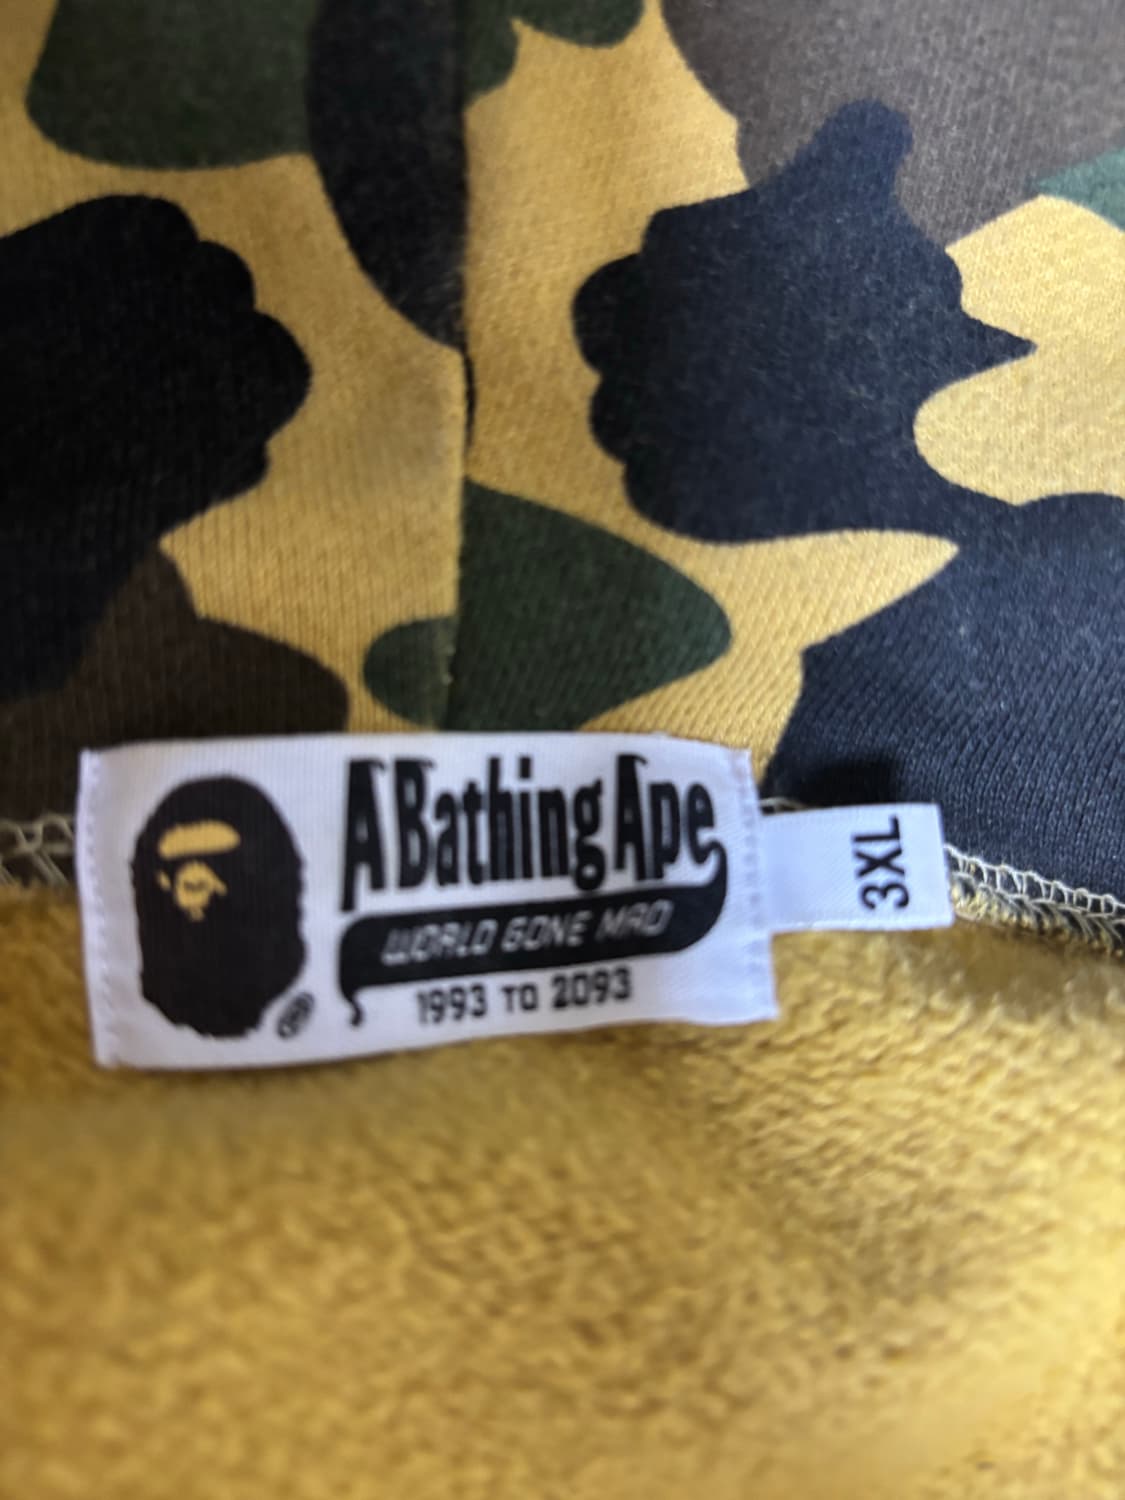 A Bathing Ape
WORLD GONE MAD
1993 TO 2093
®
3XL